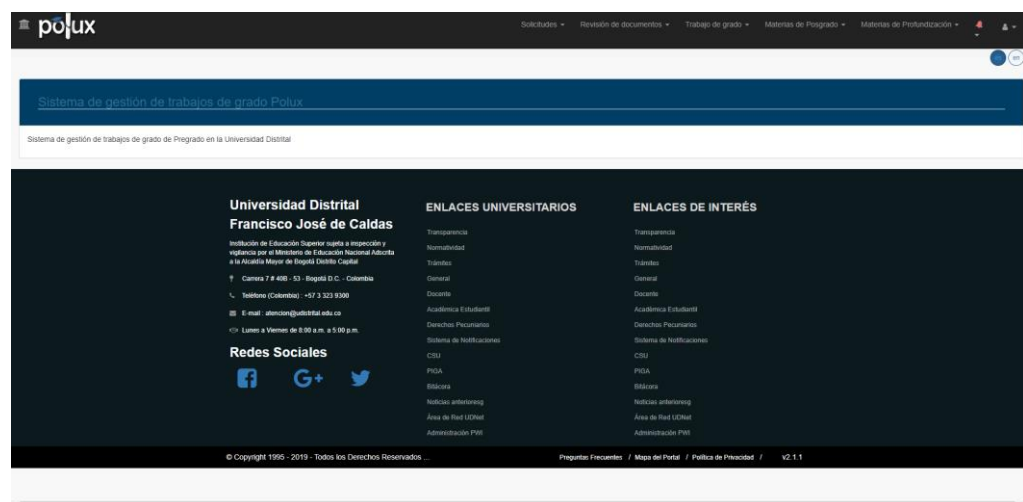 polux
Solicitudes
Revisión de documentos
Trabajo de grado
Materias de Posgrado
Materias de Profundización
Sistema de gestión de trabajos de grado Polux
Sistema de gestión de trabajos de grado de Pregrado en la Universidad Distrital
Universidad Distrital
Francisco José de Caldas
Institución de Educación Superior sujeta a inspección y
vigilancia por el Ministerio de Educación Nacional Adscrita
a la Alcaldía Mayor de Bogotá Distrito Capital
Carrera 7 # 40B - 53 - Bogotá D.C. - Colombia
Teléfono (Colombia) : +57 3 323 9300
E-mail : atencion@udistrital.edu.co
Lunes a Viernes de 8:00 a.m. a 5:00 p.m.
Redes Sociales
ENLACES UNIVERSITARIOS
Transparencia
Normatividad
Trámites
General
Docente
Académica Estudiantil
Derechos Pecuniarios
Sistema de Notificaciones
CSU
PIGA
Bitácora
Noticias anterioresg
Área de Red UDNet
Administración PWI
ENLACES DE INTERÉS
Transparencia
Normatividad
Trámites
General
Docente
Académica Estudiantil
Derechos Pecuniarios
Sistema de Notificaciones
CSU
PIGA
Bitácora
Noticias anterioresg
Área de Red UDNet
Administración PWI
© Copyright 1995 - 2019 - Todos los Derechos Reservados ...
Preguntas Frecuentes / Mapa del Portal / Política de Privacidad / v2.1.1